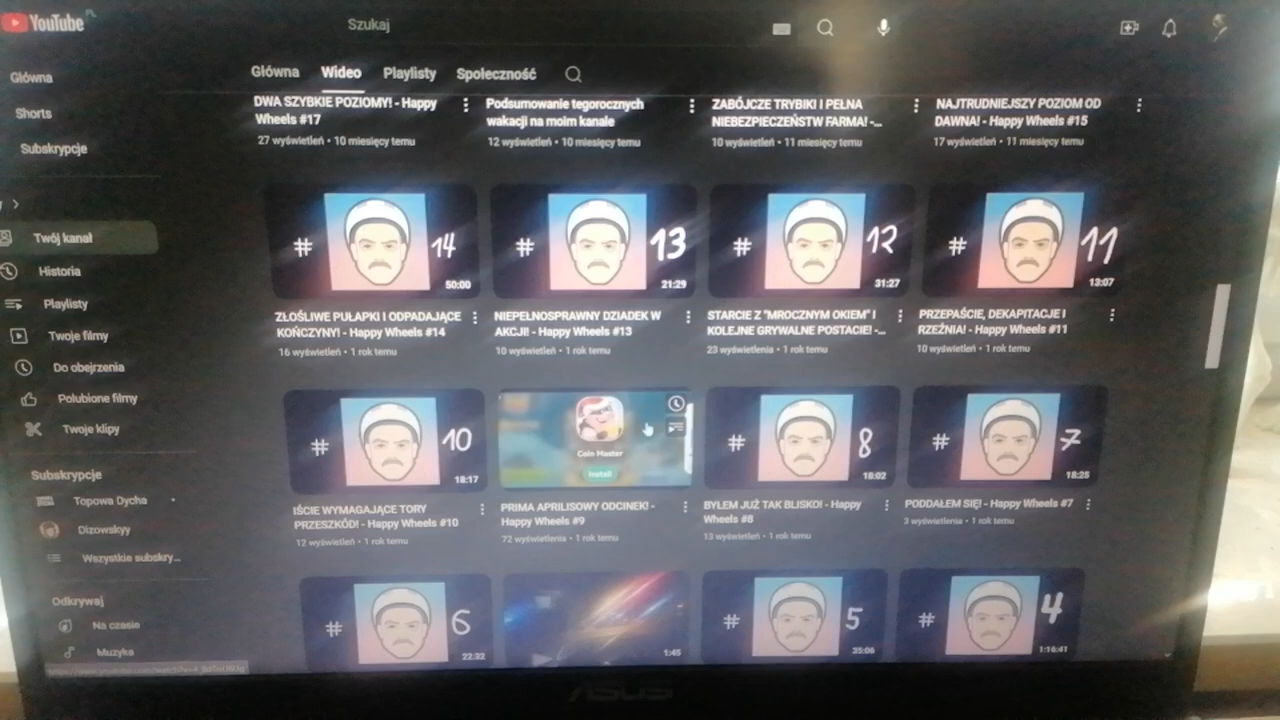 YouTube
Szukaj
Główna
Shorts
Subskrypcje
Twój kanał
Historia
Playlisty
Twoje filmy
Do obejrzenia
Polubione filmy
Twoje klipy
Subskrypcje
Topowa Dycha
Dizowskyy
Wszystkie subskry...
Odkrywaj
Na czasie
Muzyka
Główna Wideo Playlisty Społeczność
DWA SZYBKIE POZIOMY! - Happy
Wheels #17
27 wyświetleń • 10 miesięcy temu
Podsumowanie tegorocznych
wakacji na moim kanale
12 wyświetleń • 10 miesięcy temu
ZABÓJCZE TRYBIKI I PEŁNA
NIEBEZPIECZEŃSTW FARMA! -...
10 wyświetleń • 11 miesięcy temu
NAJTRUDNIEJSZY POZIOM OD
DAWNA! - Happy Wheels #15
17 wyświetleń • 11 miesięcy temu
# 14
50:00
ZŁOŚLIWE PUŁAPKI I ODPADAJĄCE
KOŃCZYNY! - Happy Wheels #14
16 wyświetleń • 1 rok temu
# 13
21:29
NIEPEŁNOSPRAWNY DZIADEK W
AKCJI! - Happy Wheels #13
10 wyświetleń • 1 rok temu
# 12
31:27
STARCIE Z "MROCZNYM OKIEM" I
KOLEJNE GRYWALNE POSTACIE! -...
23 wyświetlenia • 1 rok temu
# 11
13:07
PRZEPAŚCIE, DEKAPITACJE I
RZEŹNIA! - Happy Wheels #11
10 wyświetleń • 1 rok temu
# 10
18:17
IŚCIE WYMAGAJĄCE TORY
PRZESZKÓD! - Happy Wheels #10
12 wyświetleń • 1 rok temu
Coin Master
Install
PRIMA APRILISOWY ODCINEK! -
Happy Wheels #9
72 wyświetlenia • 1 rok temu
# 8
15:02
BYŁEM JUŻ TAK BLISKO! - Happy
Wheels #8
13 wyświetleń • 1 rok temu
# 7
18:25
PODDAŁEM SIĘ! - Happy Wheels #7
3 wyświetlenia • 1 rok temu
# 6
22:32
1:45
# 5
35:06
# 4
1:16:41
ASUS